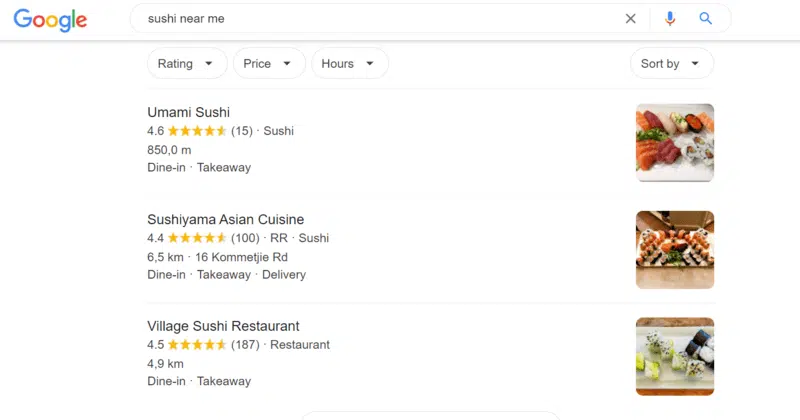 Google
sushi near me
Rating Price Hours Sort by
Umami Sushi
4.6 (15) · Sushi
850,0 m
Dine-in · Takeaway
Sushiyama Asian Cuisine
4.4 (100) · RR · Sushi
6,5 km · 16 Kommetjie Rd
Dine-in · Takeaway · Delivery
Village Sushi Restaurant
4.5 (187) · Restaurant
4,9 km
Dine-in · Takeaway